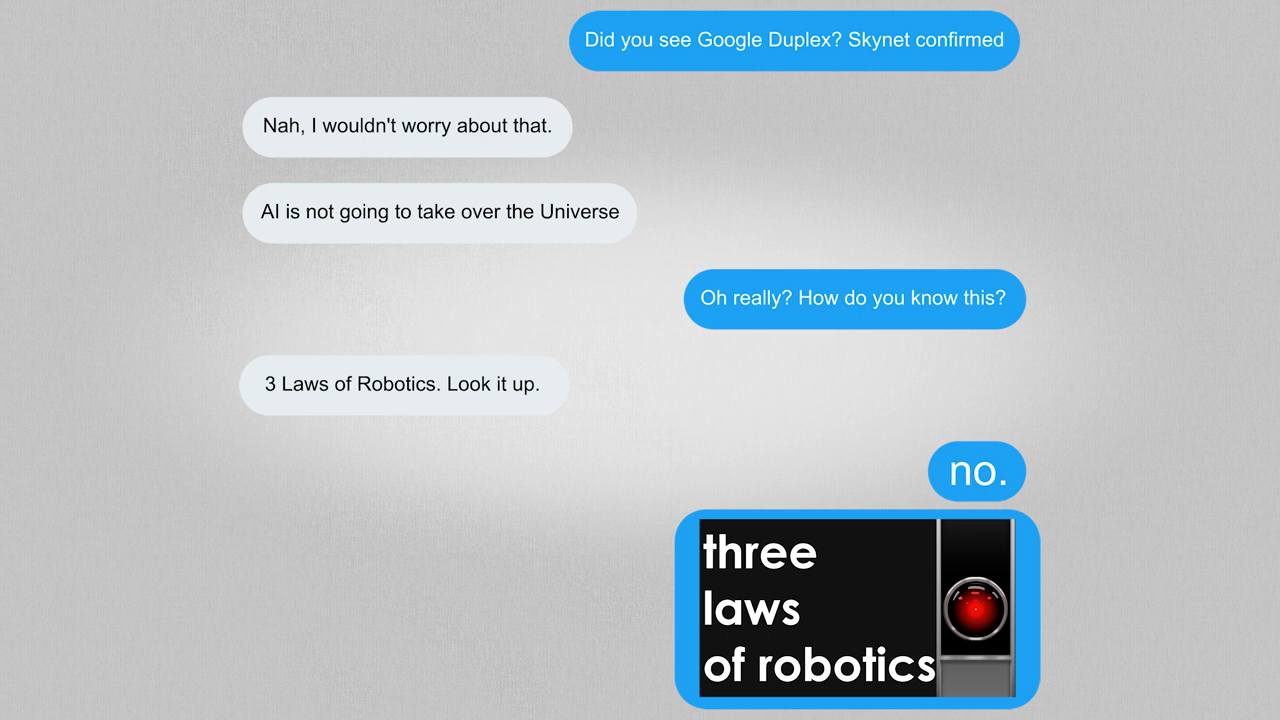 Did you see Google Duplex? Skynet confirmed
Nah, I wouldn't worry about that.
AI is not going to take over the Universe
Oh really? How do you know this?
3 Laws of Robotics. Look it up.
no.
three
laws
of robotics